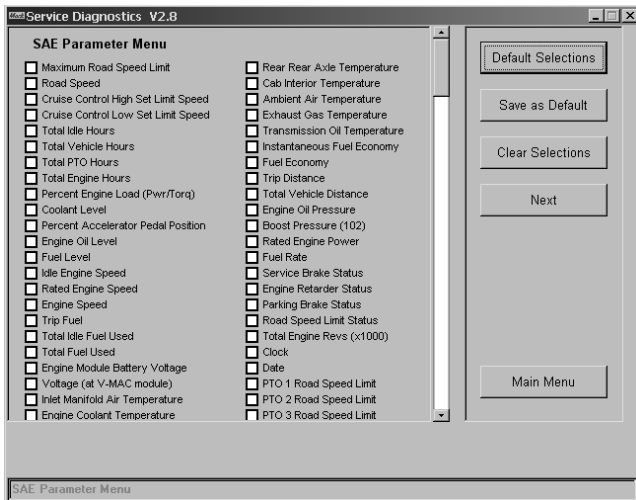 Service Diagnostics V2.8
SAE Parameter Menu
Maximum Road Speed Limit
Road Speed
Cruise Control High Set Limit Speed
Cruise Control Low Set Limit Speed
Total Idle Hours
Total Vehicle Hours
Total PTO Hours
Total Engine Hours
Percent Engine Load (Pwr/Torq)
Coolant Level
Percent Accelerator Pedal Position
Engine Oil Level
Fuel Level
Idle Engine Speed
Rated Engine Speed
Engine Speed
Trip Fuel
Total Idle Fuel Used
Total Fuel Used
Engine Module Battery Voltage
Voltage (at V-MAC module)
Inlet Manifold Air Temperature
Engine Coolant Temperature
Rear Rear Axle Temperature
Cab Interior Temperature
Ambient Air Temperature
Exhaust Gas Temperature
Transmission Oil Temperature
Instantaneous Fuel Economy
Fuel Economy
Trip Distance
Total Vehicle Distance
Engine Oil Pressure
Boost Pressure (102)
Rated Engine Power
Fuel Rate
Service Brake Status
Engine Retarder Status
Parking Brake Status
Road Speed Limit Status
Total Engine Revs (x1000)
Clock
Date
PTO 1 Road Speed Limit
PTO 2 Road Speed Limit
PTO 3 Road Speed Limit
Default Selections
Save as Default
Clear Selections
Next
Main Menu
SAE Parameter Menu